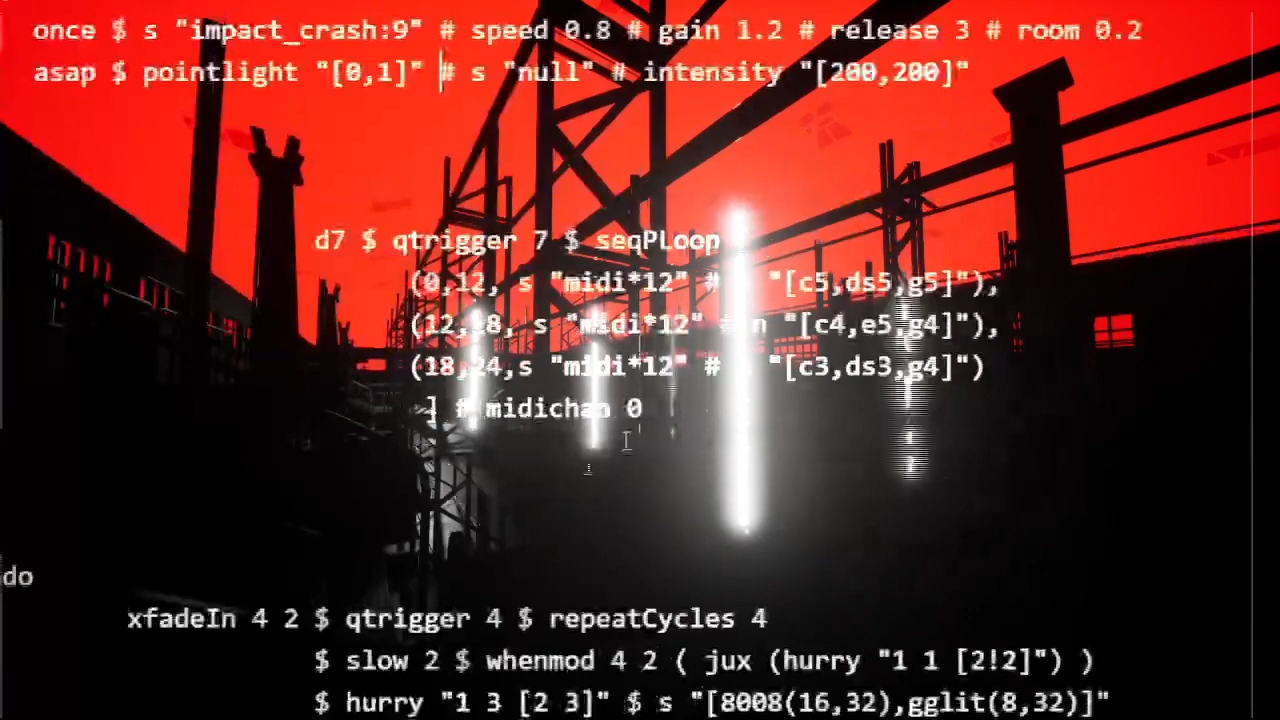 once $ s "impact_crash:9" # speed 0.8 # gain 1.2 # release 3 # room 0.2
asap $ pointlight "[0,1]" # s "null" # intensity "[200,200]"
d7 $ qtrigger 7 $ seqPLoop
(0,12, s "midi*12" # "[c5,ds5,g5]"),
(12,18, s "midi*12" # n "[c4,e5,g4]"),
(18,24,s "midi*12" # "[c3,ds3,g4]")
] # midichan 0
do
xfadeIn 4 2 $ qtrigger 4 $ repeatCycles 4
$ slow 2 $ whenmod 4 2 ( jux (hurry "1 1 [2!2]") )
$ hurry "1 3 [2 3]" $ s "[8008(16,32),gglit(8,32)]"